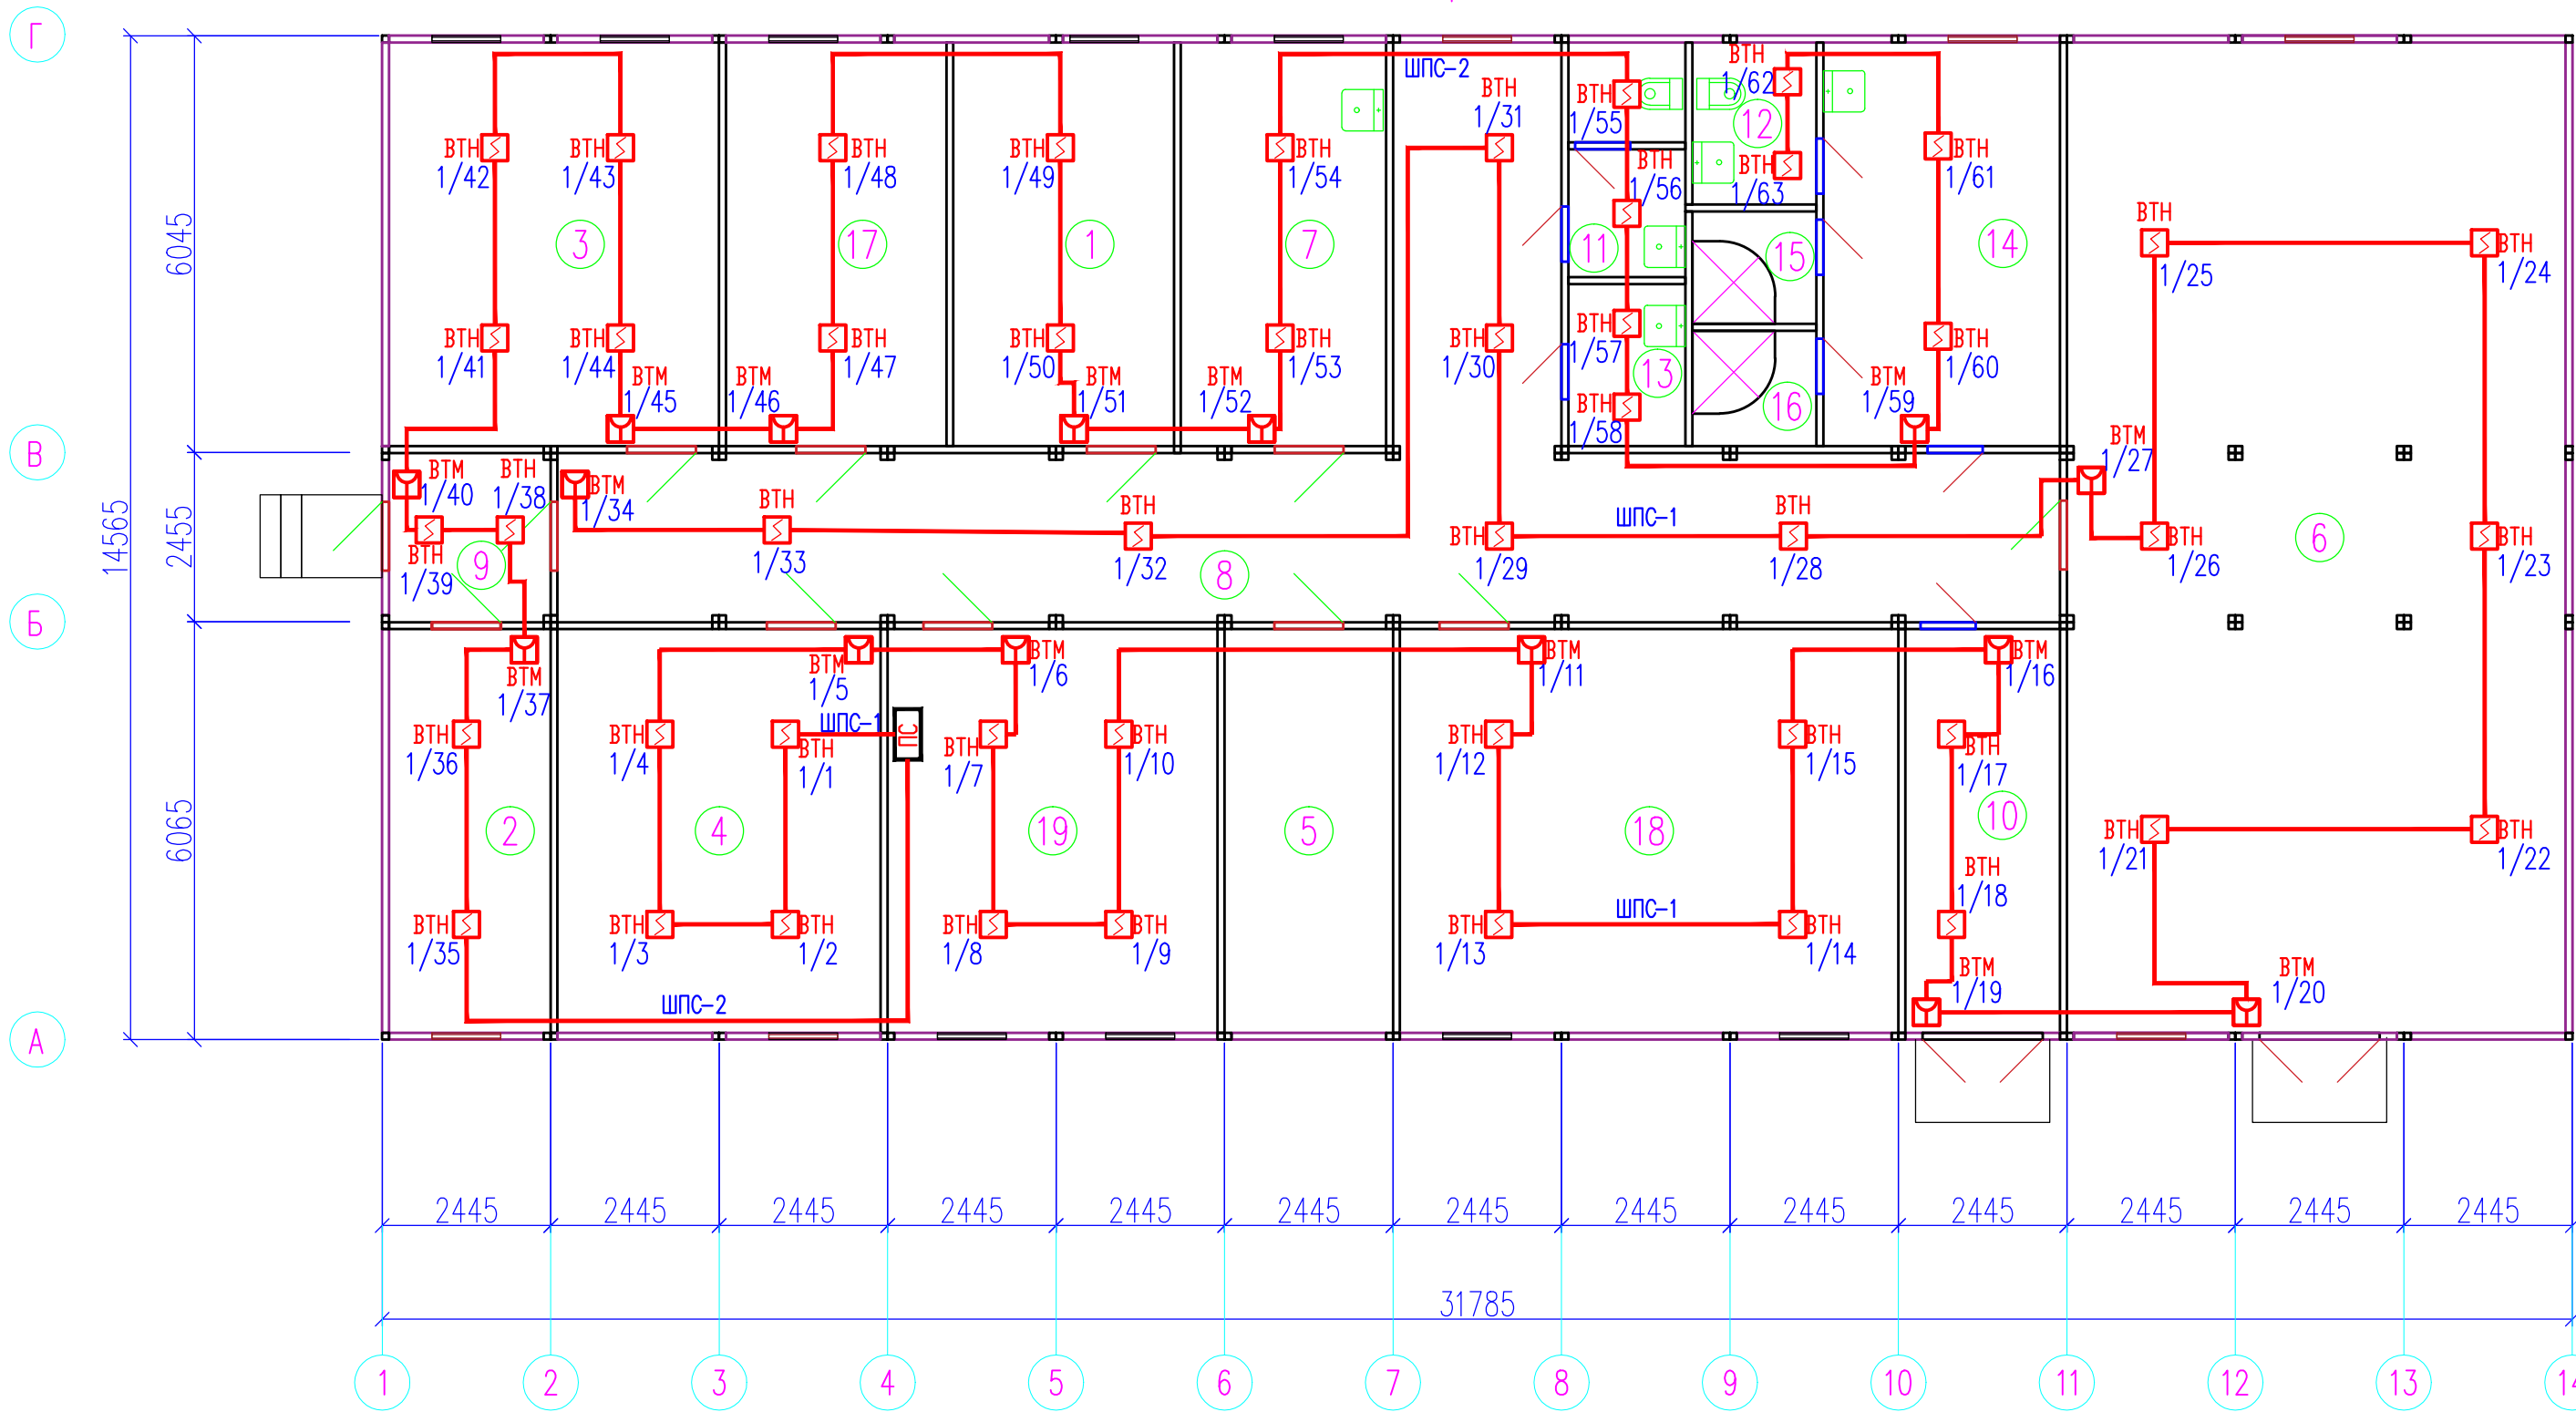 Г
ШПС-2
ВТН
1/62
ВТН
1/31
ВТН
1/55
12
ВТН
1/42
ВТН
1/43
ВТН
1/48
ВТН
1/49
ВТН
1/54
ВТН
1/56
ВТН
1/63
ВТН
1/61
6045
3
17
1
7
11
15
14
ВТН
1/25
ВТН
1/24
ВТН
1/41
ВТН
1/44
ВТН
1/47
ВТН
1/50
ВТН
1/53
ВТН
1/30
ВТН
1/57
13
ВТН
1/60
ВТМ
1/45
ВТМ
1/46
ВТМ
1/51
ВТМ
1/52
ВТН
1/58
16
ВТМ
1/59
В
ВТМ
1/27
ВТМ
1/40
ВТН
1/38
ВТМ
1/34
ВТН
1/33
ВТН
1/32
ВТН
1/29
ШПС-1
ВТН
1/28
ВТН
1/26
6
ВТН
1/23
14565
2455
ВТН
1/39
9
8
Б
ВТМ
1/37
ВТМ
1/5
ВТМ
1/6
ВТМ
1/11
ВТМ
1/16
ВТН
1/36
ВТН
1/4
ШПС-1
ВТН
1/1
ПС
ВТН
1/7
ВТН
1/10
ВТН
1/12
ВТН
1/15
ВТН
1/17
6065
2
4
19
5
18
10
ВТН
1/21
ВТН
1/22
ВТН
1/35
ВТН
1/3
ВТН
1/2
ВТН
1/8
ВТН
1/9
ВТН
1/13
ШПС-1
ВТН
1/14
ВТН
1/18
ШПС-2
ВТМ
1/19
ВТМ
1/20
А
2445 2445 2445 2445 2445 2445 2445 2445 2445 2445 2445 2445 2445
31785
1 2 3 4 5 6 7 8 9 10 11 12 13 14